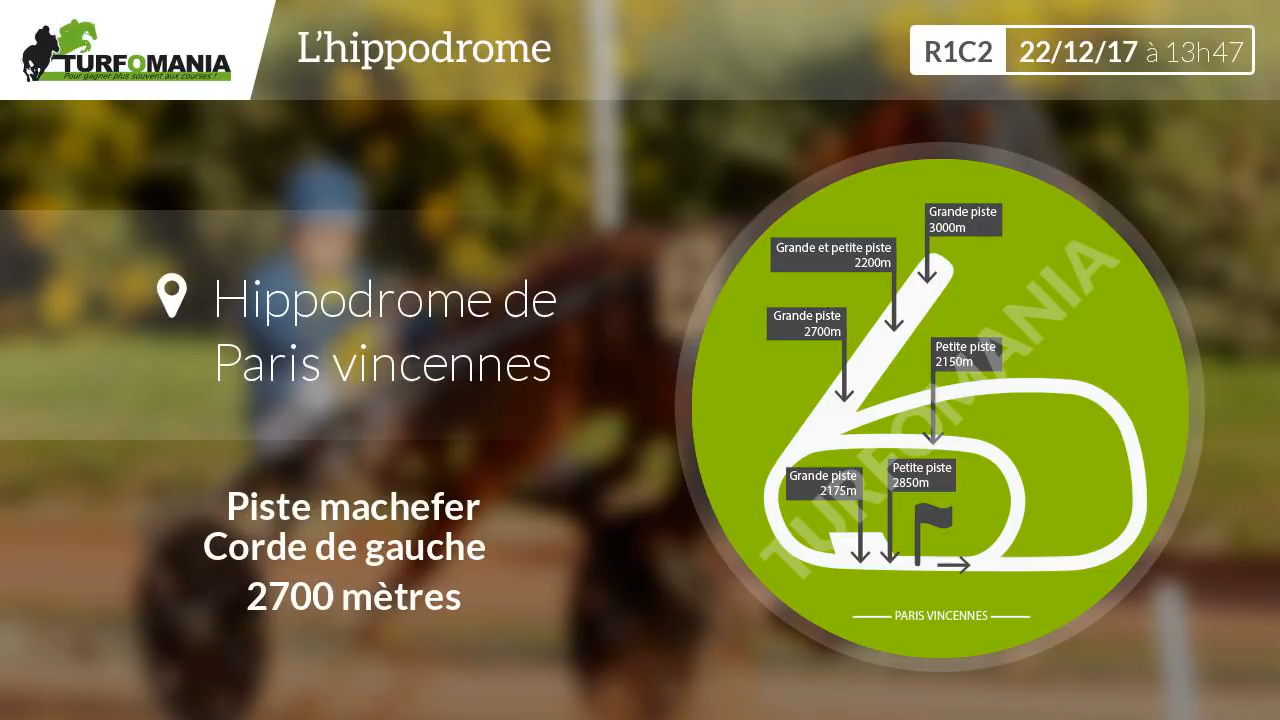 TURFOMANIA
Pour gagner plus souvent aux courses !
L'hippodrome
R1C2 22/12/17 à 13h47
Hippodrome de
Paris vincennes
Piste machefer
Corde de gauche
2700 mètres
Grande piste
3000m
Grande et petite piste
2200m
Grande piste
2700m
Petite piste
2150m
Grande piste
2175m
Petite piste
2850m
TURFOMANIA
PARIS VINCENNES